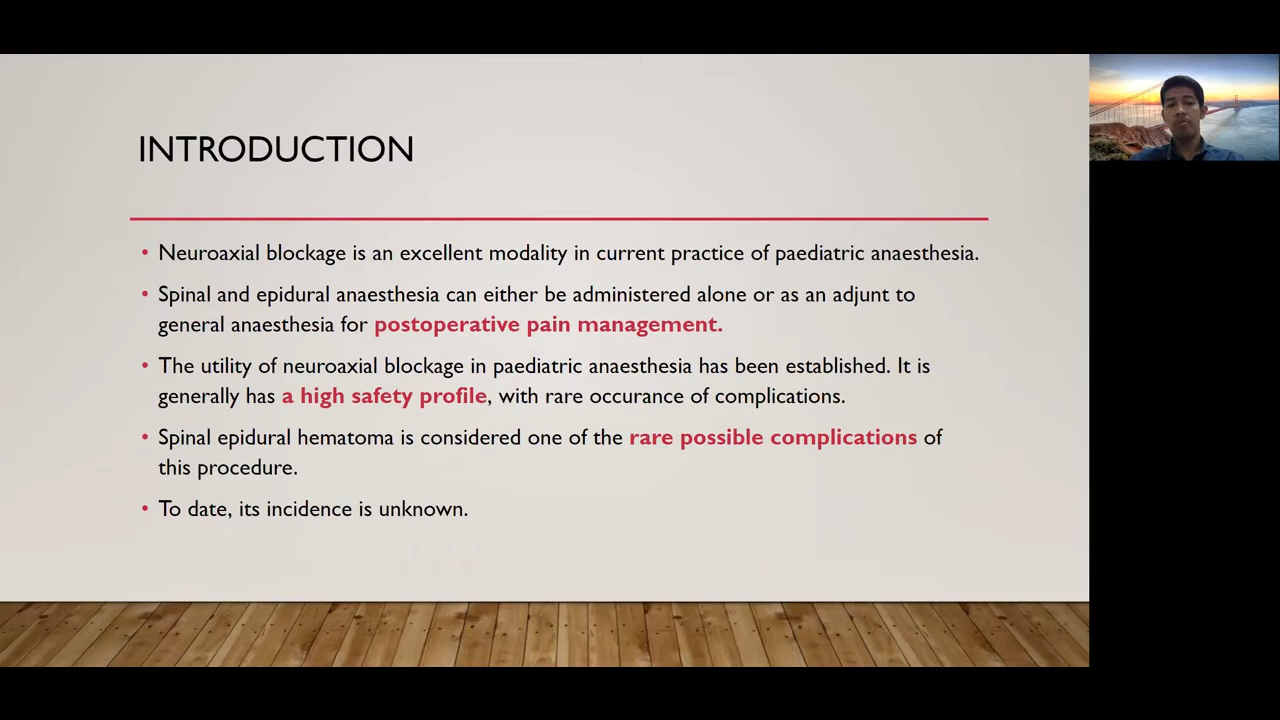 INTRODUCTION
• Neuroaxial blockage is an excellent modality in current practice of paediatric anaesthesia.
• Spinal and epidural anaesthesia can either be administered alone or as an adjunt to
general anaesthesia for postoperative pain management.
• The utility of neuroaxial blockage in paediatric anaesthesia has been established. It is
generally has a high safety profile, with rare occurance of complications.
• Spinal epidural hematoma is considered one of the rare possible complications of
this procedure.
• To date, its incidence is unknown.